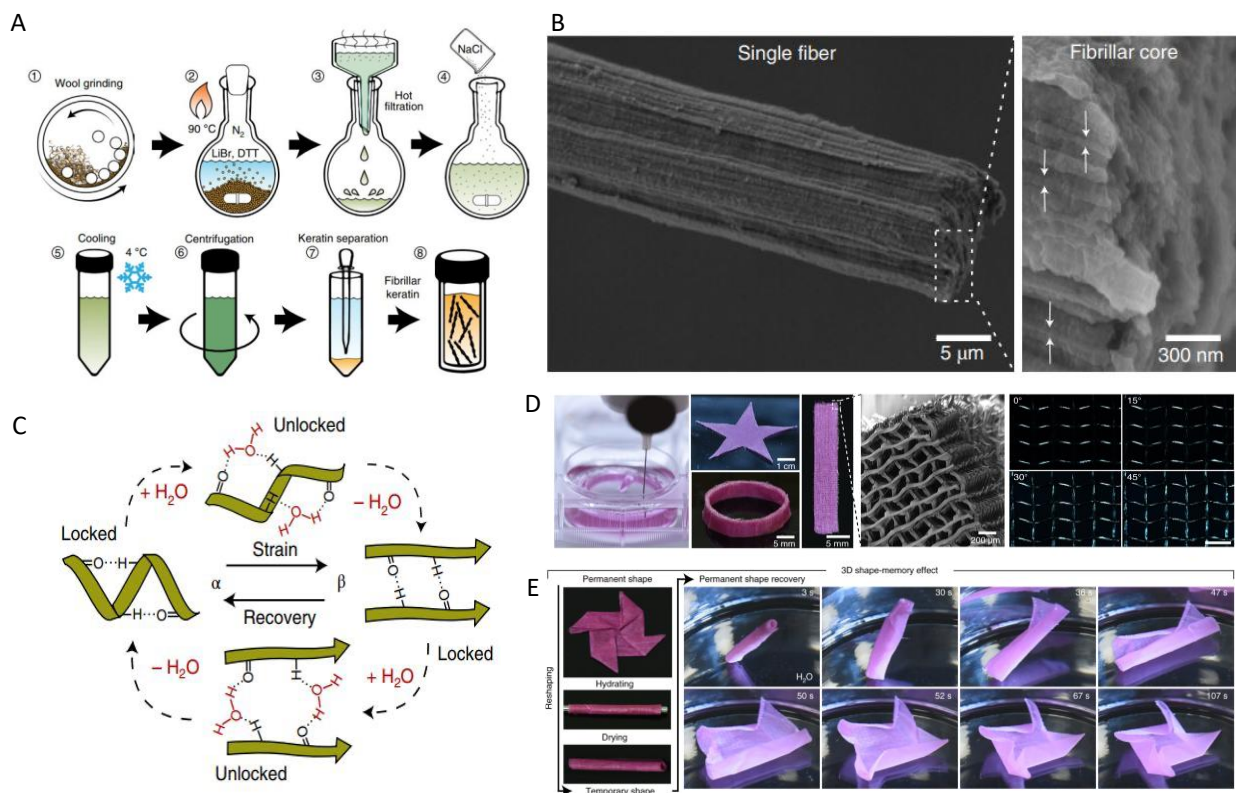 A
① Wool grinding
②
90 °C
N₂
LiBr, DTT
③
Hot
filtration
④
NaCl
⑤ Cooling
4 °C
⑥ Centrifugation
⑦ Keratin separation
Fibrillar
keratin
⑧
B
Single fiber
5 µm
Fibrillar core
300 nm
C
Unlocked
H
O
H
H
O
H
O
H
O
H
+ H₂O
– H₂O
Locked
O
H
H
O
Strain
α
β
Recovery
O
H
H
O
Locked
– H₂O
+ H₂O
O
H
H
O
H
H
O
H
H
O
Unlocked
D
1 cm
5 mm
5 mm
200 µm
0°
15°
30°
45°
E
3D shape-memory effect
Permanent shape
Permanent shape recovery
Reshaping
Hydrating
Drying
Temporary shape
3 s
H₂O
30 s
36 s
47 s
50 s
52 s
67 s
107 s